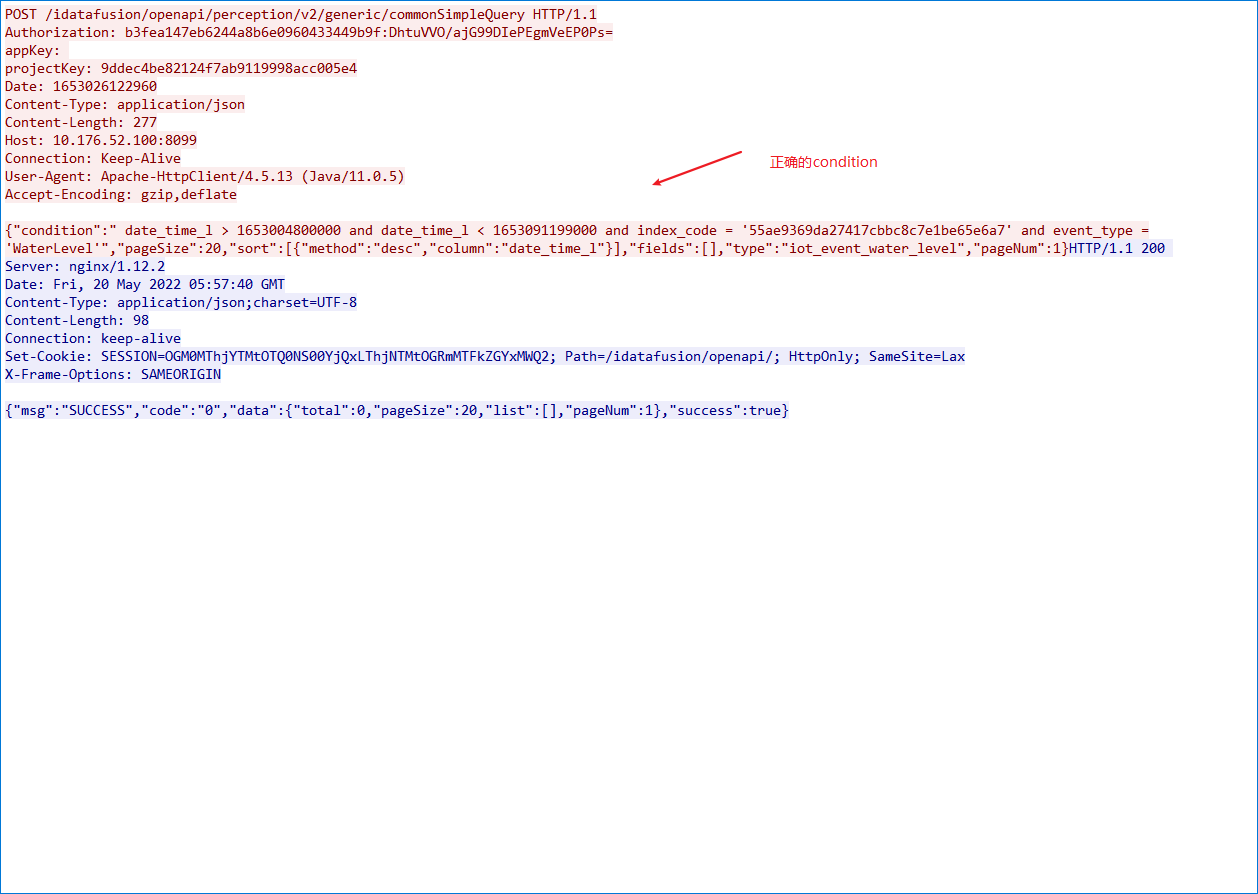 POST /idatafusion/openapi/perception/v2/generic/commonSimpleQuery HTTP/1.1
Authorization: b3fea147eb6244a8b6e0960433449b9f:DhtuVVO/ajG99DIePEgmVeEP0Ps=
appKey:
projectKey: 9ddec4be82124f7ab9119998acc005e4
Date: 1653026122960
Content-Type: application/json
Content-Length: 277
Host: 10.176.52.100:8099
Connection: Keep-Alive
正确的condition
User-Agent: Apache-HttpClient/4.5.13 (Java/11.0.5)
Accept-Encoding: gzip,deflate
{"condition":" date_time_l > 1653004800000 and date_time_l < 1653091199000 and index_code = '55ae9369da27417cbbc8c7e1be65e6a7' and event_type =
'WaterLevel'","pageSize":20,"sort":[{"method":"desc","column":"date_time_l"}],"fields":[],"type":"iot_event_water_level","pageNum":1}HTTP/1.1 200
Server: nginx/1.12.2
Date: Fri, 20 May 2022 05:57:40 GMT
Content-Type: application/json;charset=UTF-8
Content-Length: 98
Connection: keep-alive
Set-Cookie: SESSION=OGM0MThjYTMtOTQ0NS00YjQxLThjNTMtOGRmMTFkZGYxMWQ2; Path=/idatafusion/openapi/; HttpOnly; SameSite=Lax
X-Frame-Options: SAMEORIGIN
{"msg":"SUCCESS","code":"0","data":{"total":0,"pageSize":20,"list":[],"pageNum":1},"success":true}